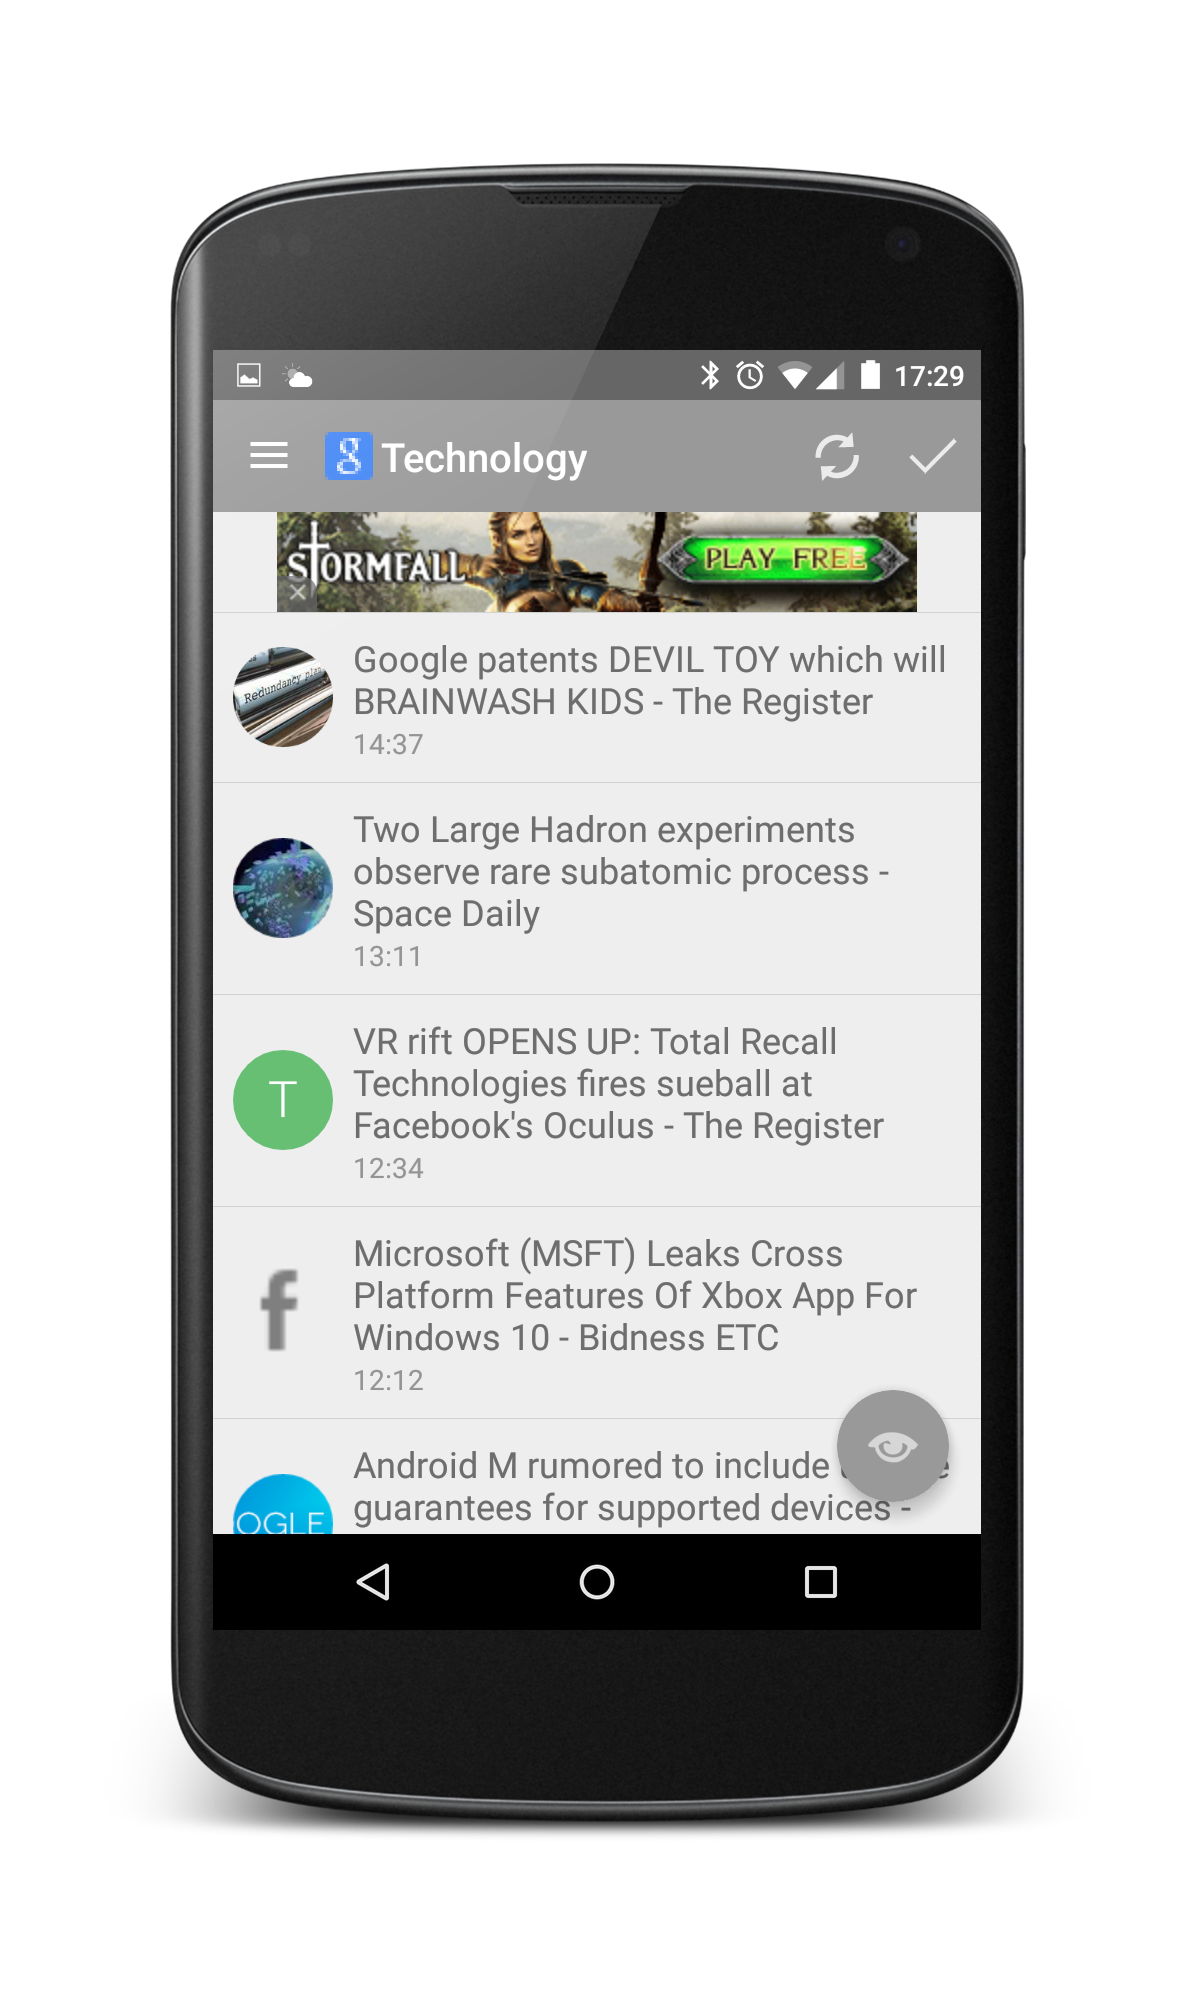 17:29
g Technology
STORMFALL
PLAY FREE
Redundancy plan
Google patents DEVIL TOY which will
BRAINWASH KIDS - The Register
14:37
Two Large Hadron experiments
observe rare subatomic process -
Space Daily
13:11
T
VR rift OPENS UP: Total Recall
Technologies fires sueball at
Facebook's Oculus - The Register
12:34
f
Microsoft (MSFT) Leaks Cross
Platform Features Of Xbox App For
Windows 10 - Bidness ETC
12:12
Android M rumored to include
guarantees for supported devices -
OGLE